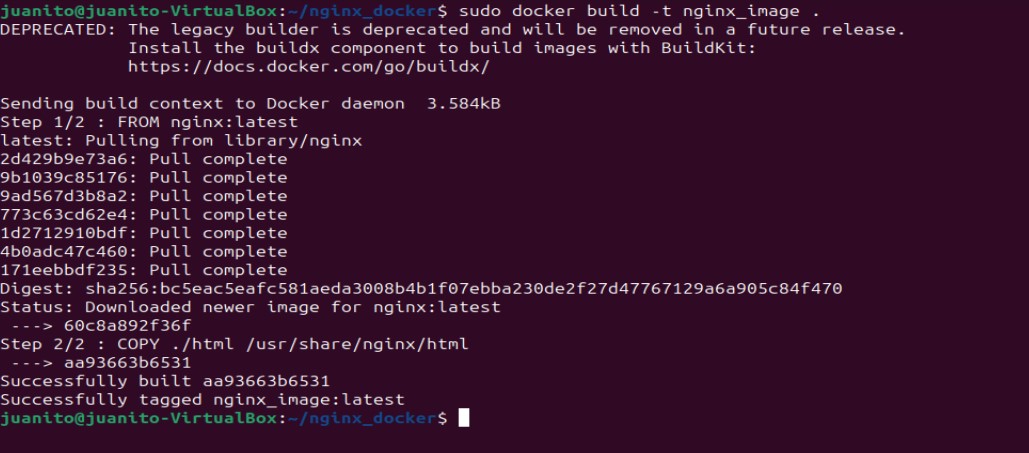 juanito@juanito-VirtualBox:~/nginx_docker$ sudo docker build -t nginx_image .
DEPRECATED: The legacy builder is deprecated and will be removed in a future release.
            Install the buildx component to build images with BuildKit:
            https://docs.docker.com/go/buildx/

Sending build context to Docker daemon  3.584kB
Step 1/2 : FROM nginx:latest
latest: Pulling from library/nginx
2d429b9e73a6: Pull complete
9b1039c85176: Pull complete
9ad567d3b8a2: Pull complete
773c63cd62e4: Pull complete
1d2712910bdf: Pull complete
4b0adc47c460: Pull complete
171eebbdf235: Pull complete
Digest: sha256:bc5eac5eafc581aeda3008b4b1f07ebba230de2f27d47767129a6a905c84f470
Status: Downloaded newer image for nginx:latest
 ---> 60c8a892f36f
Step 2/2 : COPY ./html /usr/share/nginx/html
 ---> aa93663b6531
Successfully built aa93663b6531
Successfully tagged nginx_image:latest
juanito@juanito-VirtualBox:~/nginx_docker$